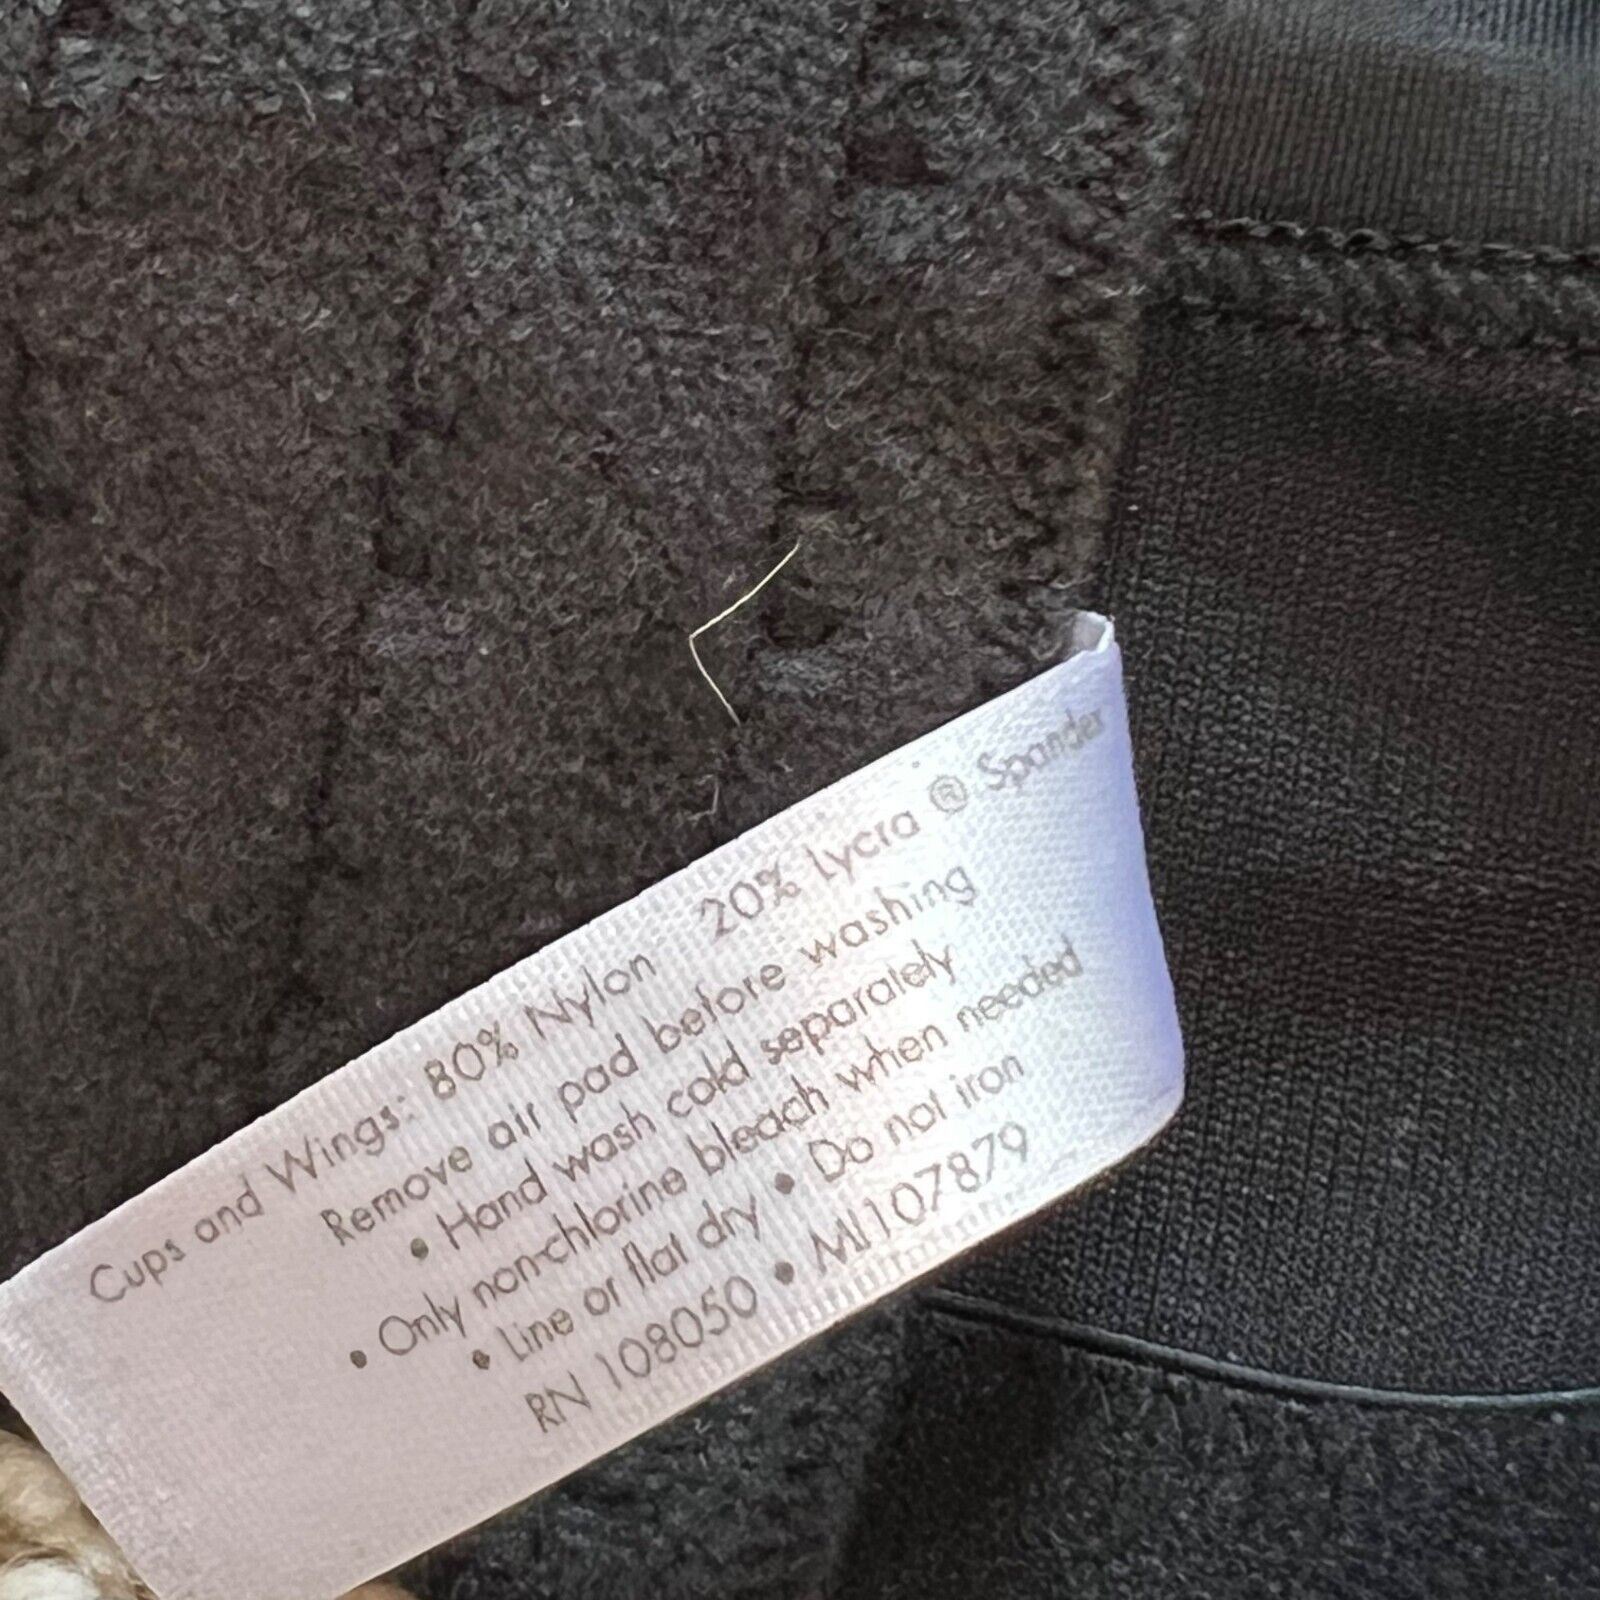 Cups and Wings: 80% Nylon 20% Lycra ® Spandex
Remove air pad before washing
• Hand wash cold separately
• Only non-chlorine bleach when needed
• Line or flat dry • Do not iron
RN 108050 • MI107879